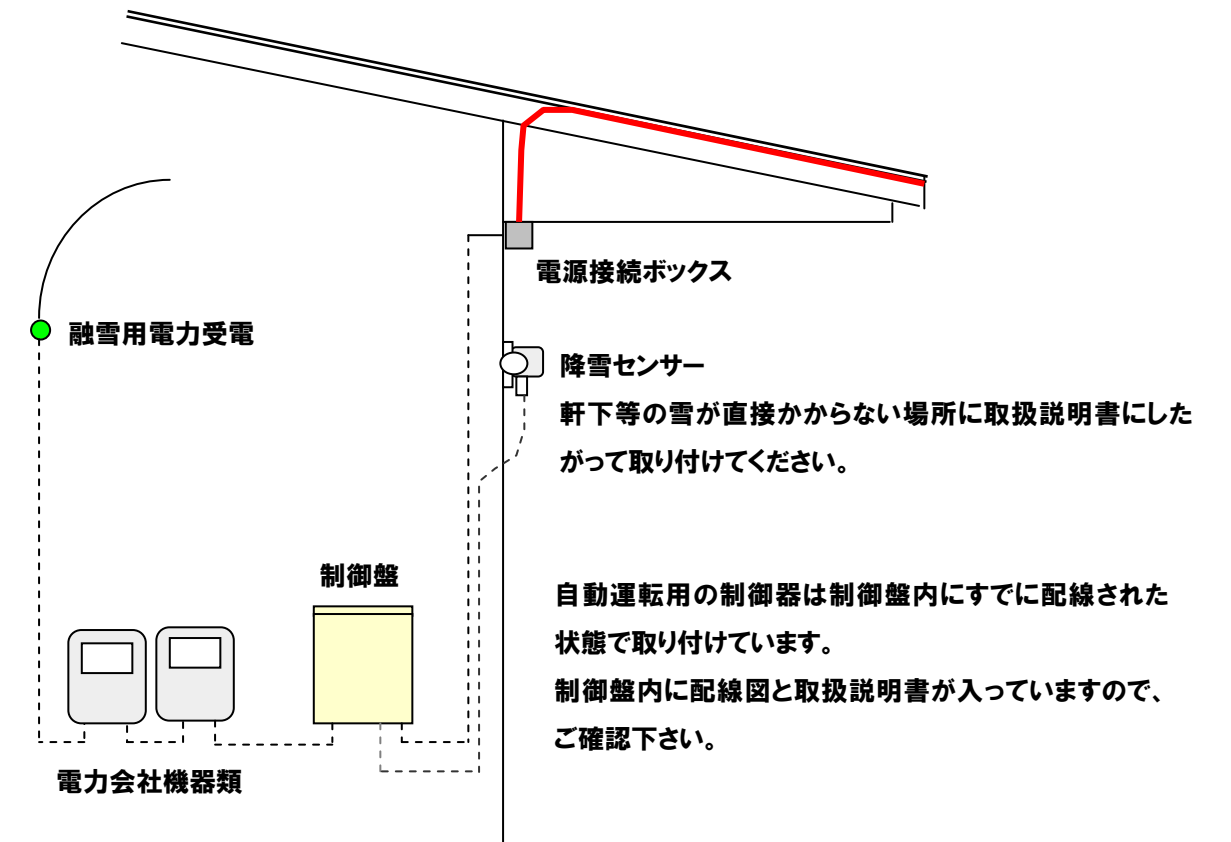 電源接続ボックス
融雪用電力受電
降雪センサー
軒下等の雪が直接かからない場所に取扱説明書にした
がって取り付けてください。
制御盤
自動運転用の制御器は制御盤内にすでに配線された
状態で取り付けています。
制御盤内に配線図と取扱説明書が入っていますので、
ご確認下さい。
電力会社機器類